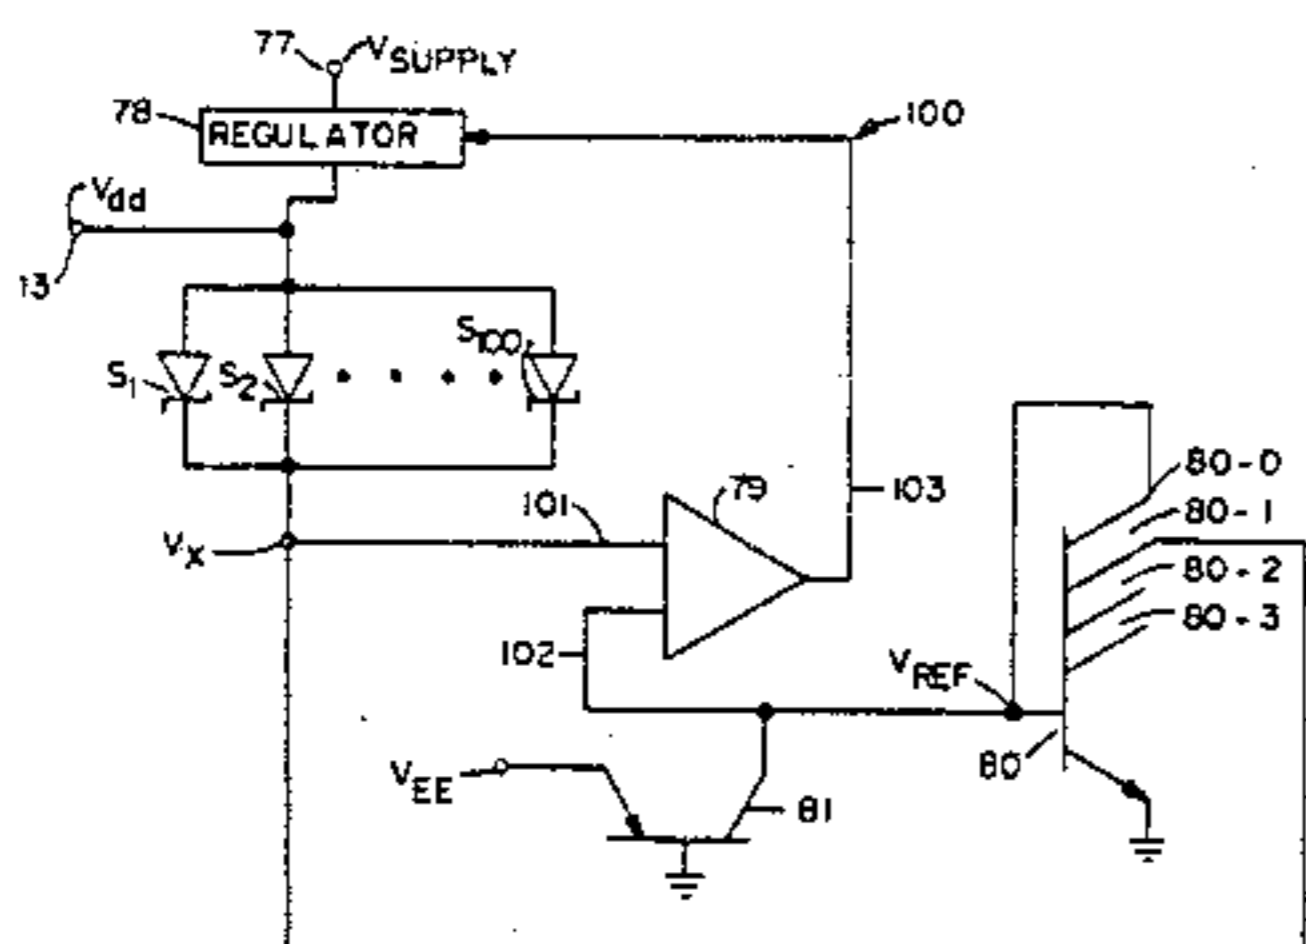 77
VSUPPLY
78
REGULATOR
100
Vdd
13
S1
S2
S100
101
79
103
VX
102
VREF
80-0
80-1
80-2
80-3
80
VEE
81